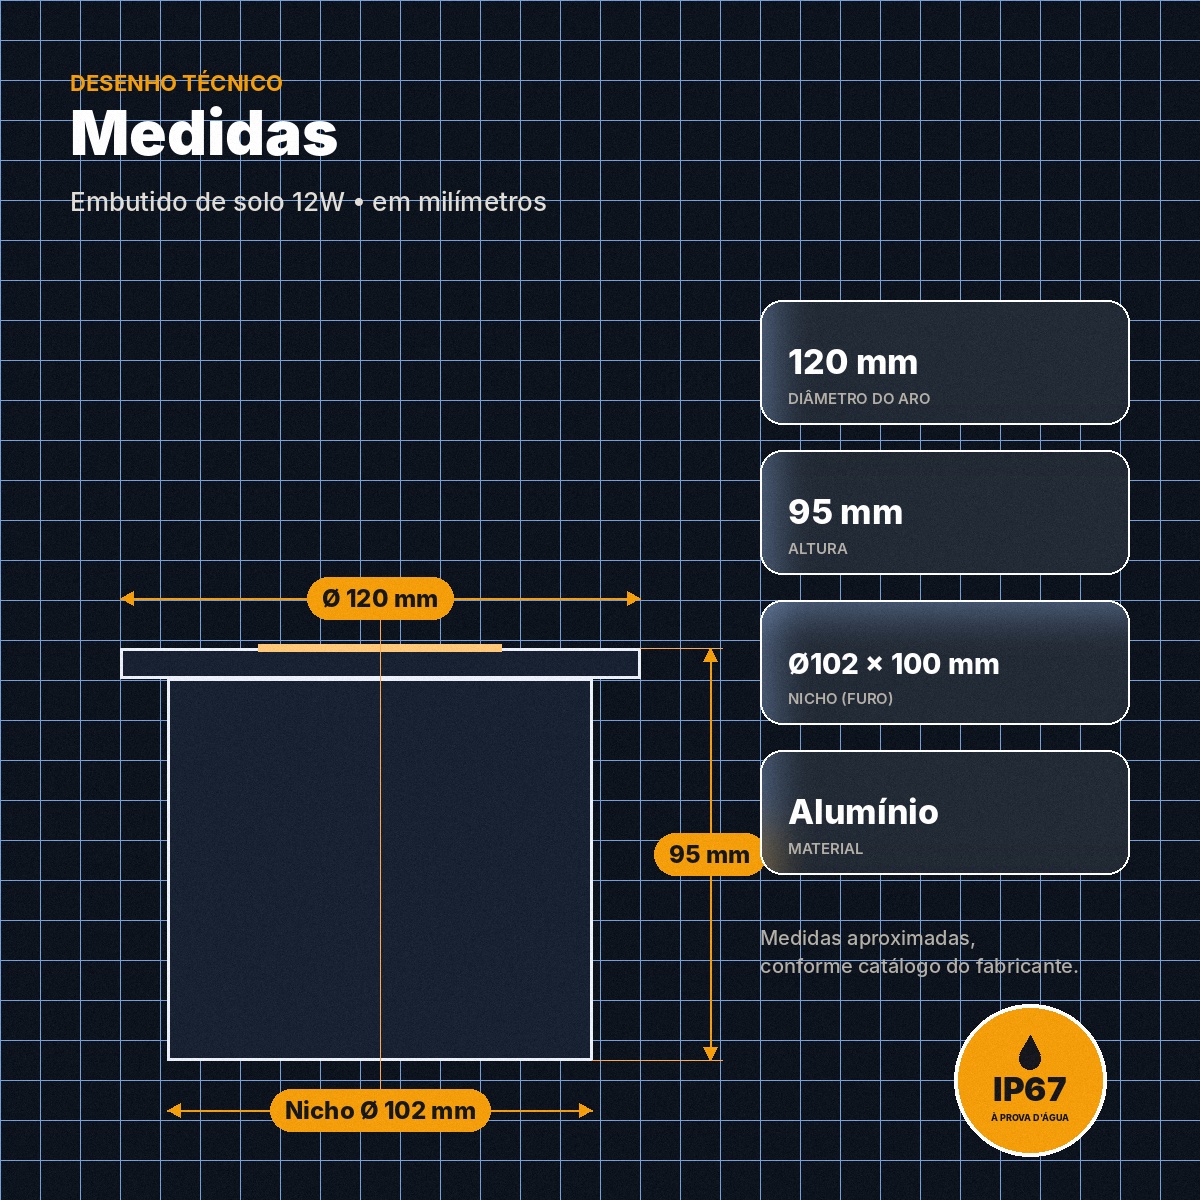 DESENHO TÉCNICO
Medidas
Embutido de solo 12W • em milímetros
120 mm
DIÂMETRO DO ARO
95 mm
ALTURA
Ø102 × 100 mm
NICHO (FURO)
Alumínio
MATERIAL
Ø 120 mm
95 mm
Nicho Ø 102 mm
Medidas aproximadas,
conforme catálogo do fabricante.
IP67
À PROVA D'ÁGUA